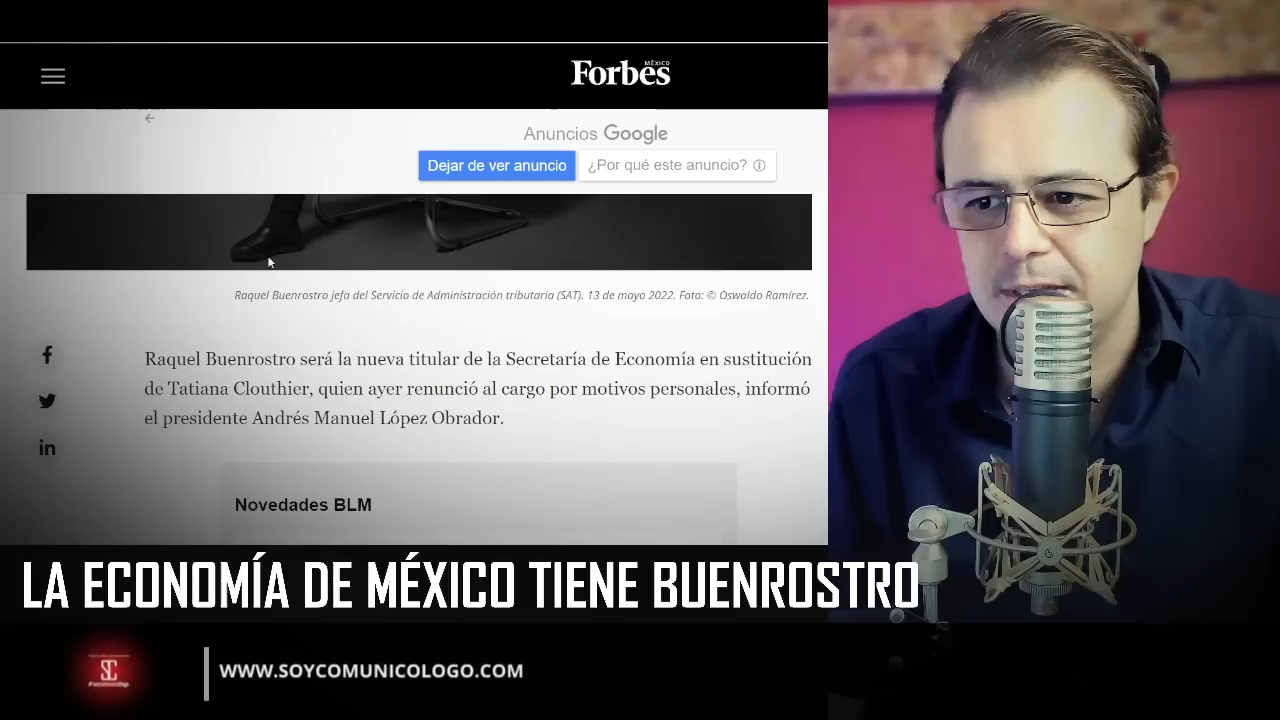 Forbes
MÉXICO
Anuncios Google
Dejar de ver anuncio
¿Por qué este anuncio?
Raquel Buenrostro jefa del Servicio de Administración tributaria (SAT). 13 de mayo 2022. Foto: © Oswaldo Ramírez.
Raquel Buenrostro será la nueva titular de la Secretaría de Economía en sustitución
de Tatiana Clouthier, quien ayer renunció al cargo por motivos personales, informó
el presidente Andrés Manuel López Obrador.
Novedades BLM
LA ECONOMÍA DE MÉXICO TIENE BUENROSTRO
SC
WWW.SOYCOMUNICOLOGO.COM